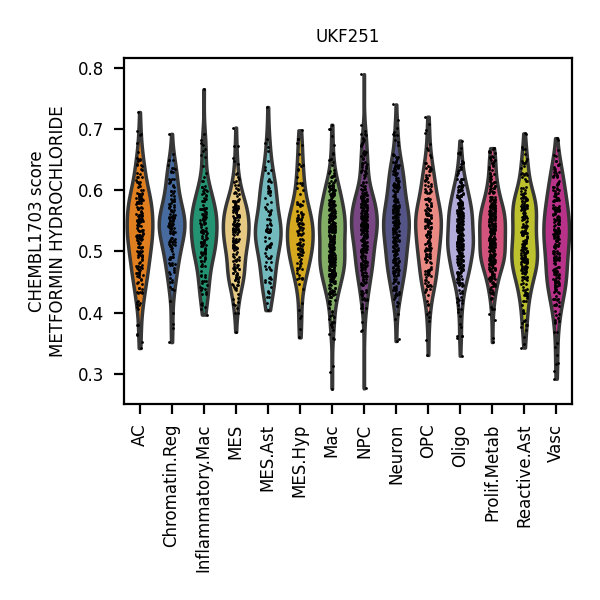 UKF251
CHEMBL1703 score
METFORMIN HYDROCHLORIDE
0.8
0.7
0.6
0.5
0.4
0.3
AC
Chromatin.Reg
Inflammatory.Mac
MES
MES.Ast
MES.Hyp
Mac
NPC
Neuron
OPC
Oligo
Prolif.Metab
Reactive.Ast
Vasc